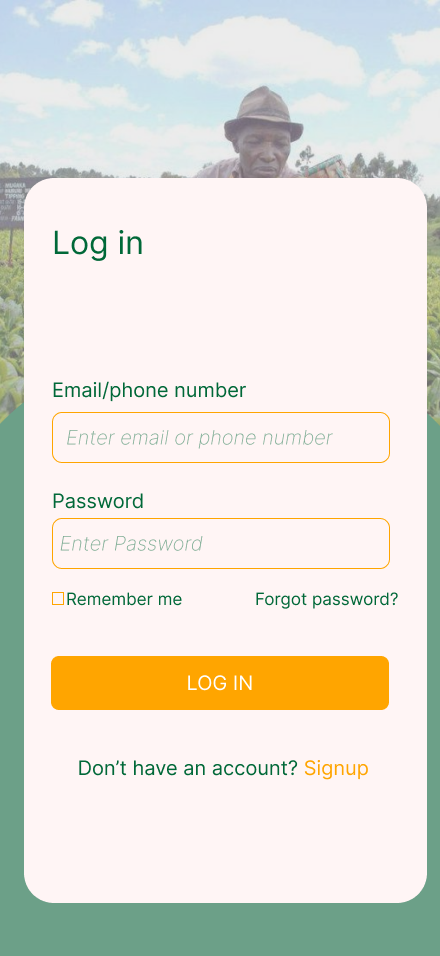 Log in
Email/phone number
Enter email or phone number
Password
Enter Password
Remember me
Forgot password?
LOG IN
Don’t have an account? Signup